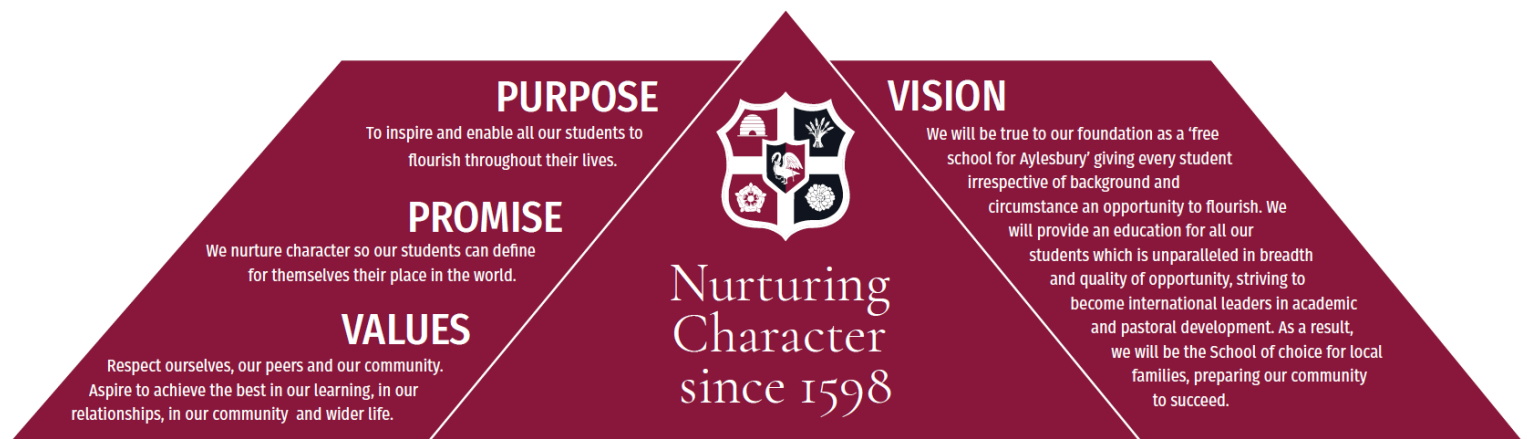 PURPOSE
To inspire and enable all our students to
flourish throughout their lives.
PROMISE
We nurture character so our students can define
for themselves their place in the world.
VALUES
Respect ourselves, our peers and our community.
Aspire to achieve the best in our learning, in our
relationships, in our community and wider life.
Nurturing
Character
since 1598
VISION
We will be true to our foundation as a ‘free
school for Aylesbury’ giving every student
irrespective of background and
circumstance an opportunity to flourish. We
will provide an education for all our
students which is unparalleled in breadth
and quality of opportunity, striving to
become international leaders in academic
and pastoral development. As a result,
we will be the School of choice for local
families, preparing our community
to succeed.